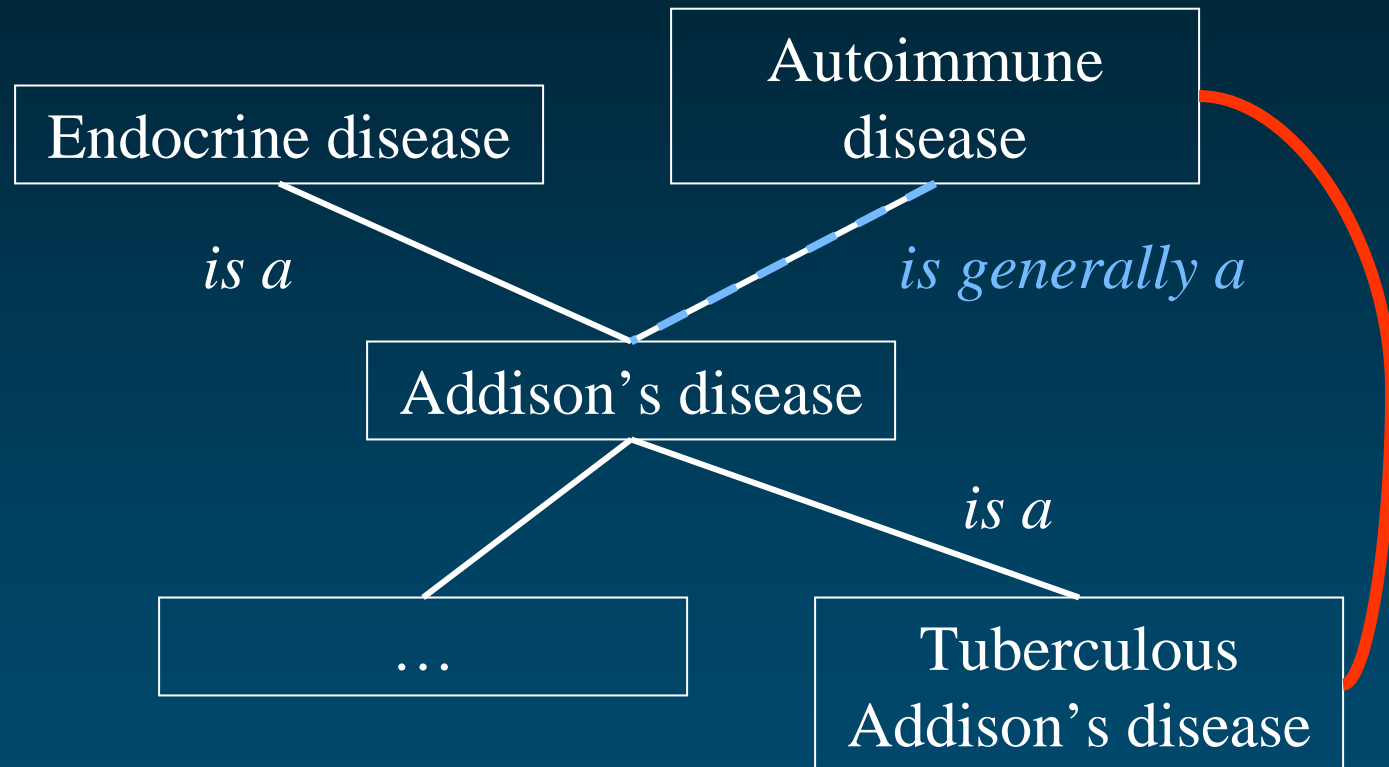 Autoimmune
disease
Endocrine disease
is a
is generally a
Addison’s disease
is a
…
Tuberculous
Addison’s disease